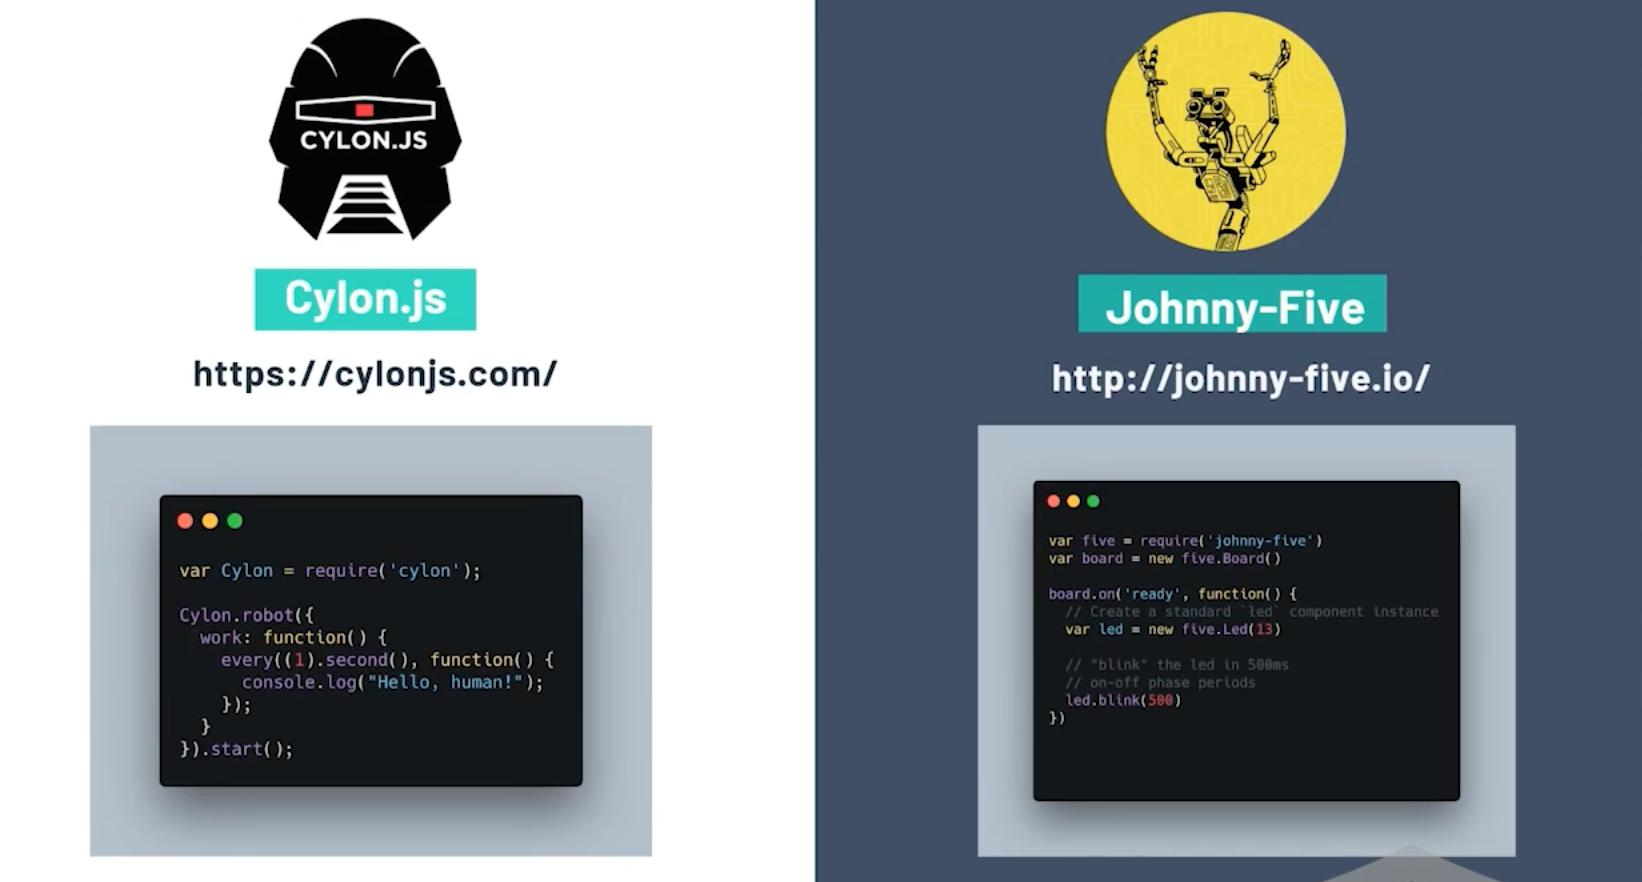 CYLON.JS
Cylon.js
https://cylonjs.com/
var Cylon = require('cylon');
Cylon.robot({
work: function() {
every((1).second(), function() {
console.log("Hello, human!");
});
}
}).start();
Johnny-Five
http://johnny-five.io/
var five = require('johnny-five')
var board = new five.Board()
board.on('ready', function() {
// Create a standard `led` component instance
var led = new five.Led(13)
// "blink" the led in 500ms
// on-off phase periods
led.blink(500)
})